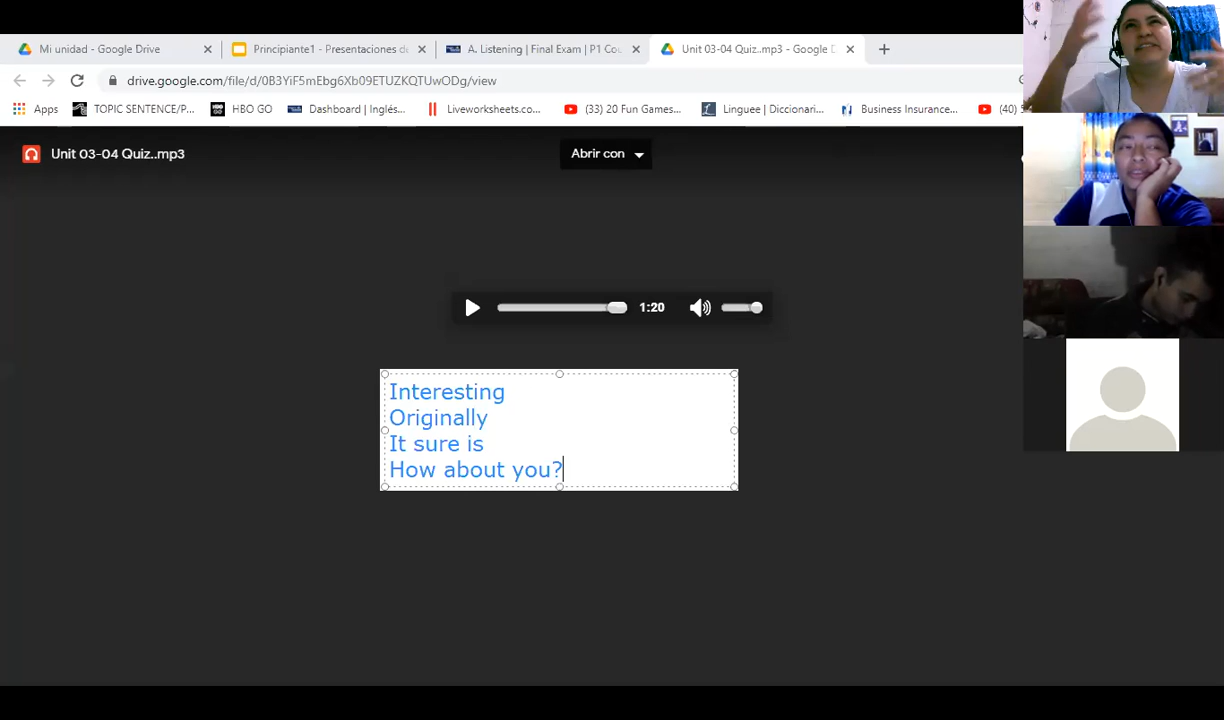 Mi unidad - Google Drive
Principiante1 - Presentaciones de
A. Listening | Final Exam | P1 Cou
Unit 03-04 Quiz..mp3 - Google D
drive.google.com/file/d/0B3YiF5mEbg6Xb09ETUZKQTUwODg/view
Apps
TOPIC SENTENCE/P...
HBO GO
Dashboard | Inglés...
Liveworksheets.co...
(33) 20 Fun Games...
Linguee | Diccionari...
Business Insurance...
(40)
Unit 03-04 Quiz..mp3
Abrir con
1:20
Interesting
Originally
It sure is
How about you?